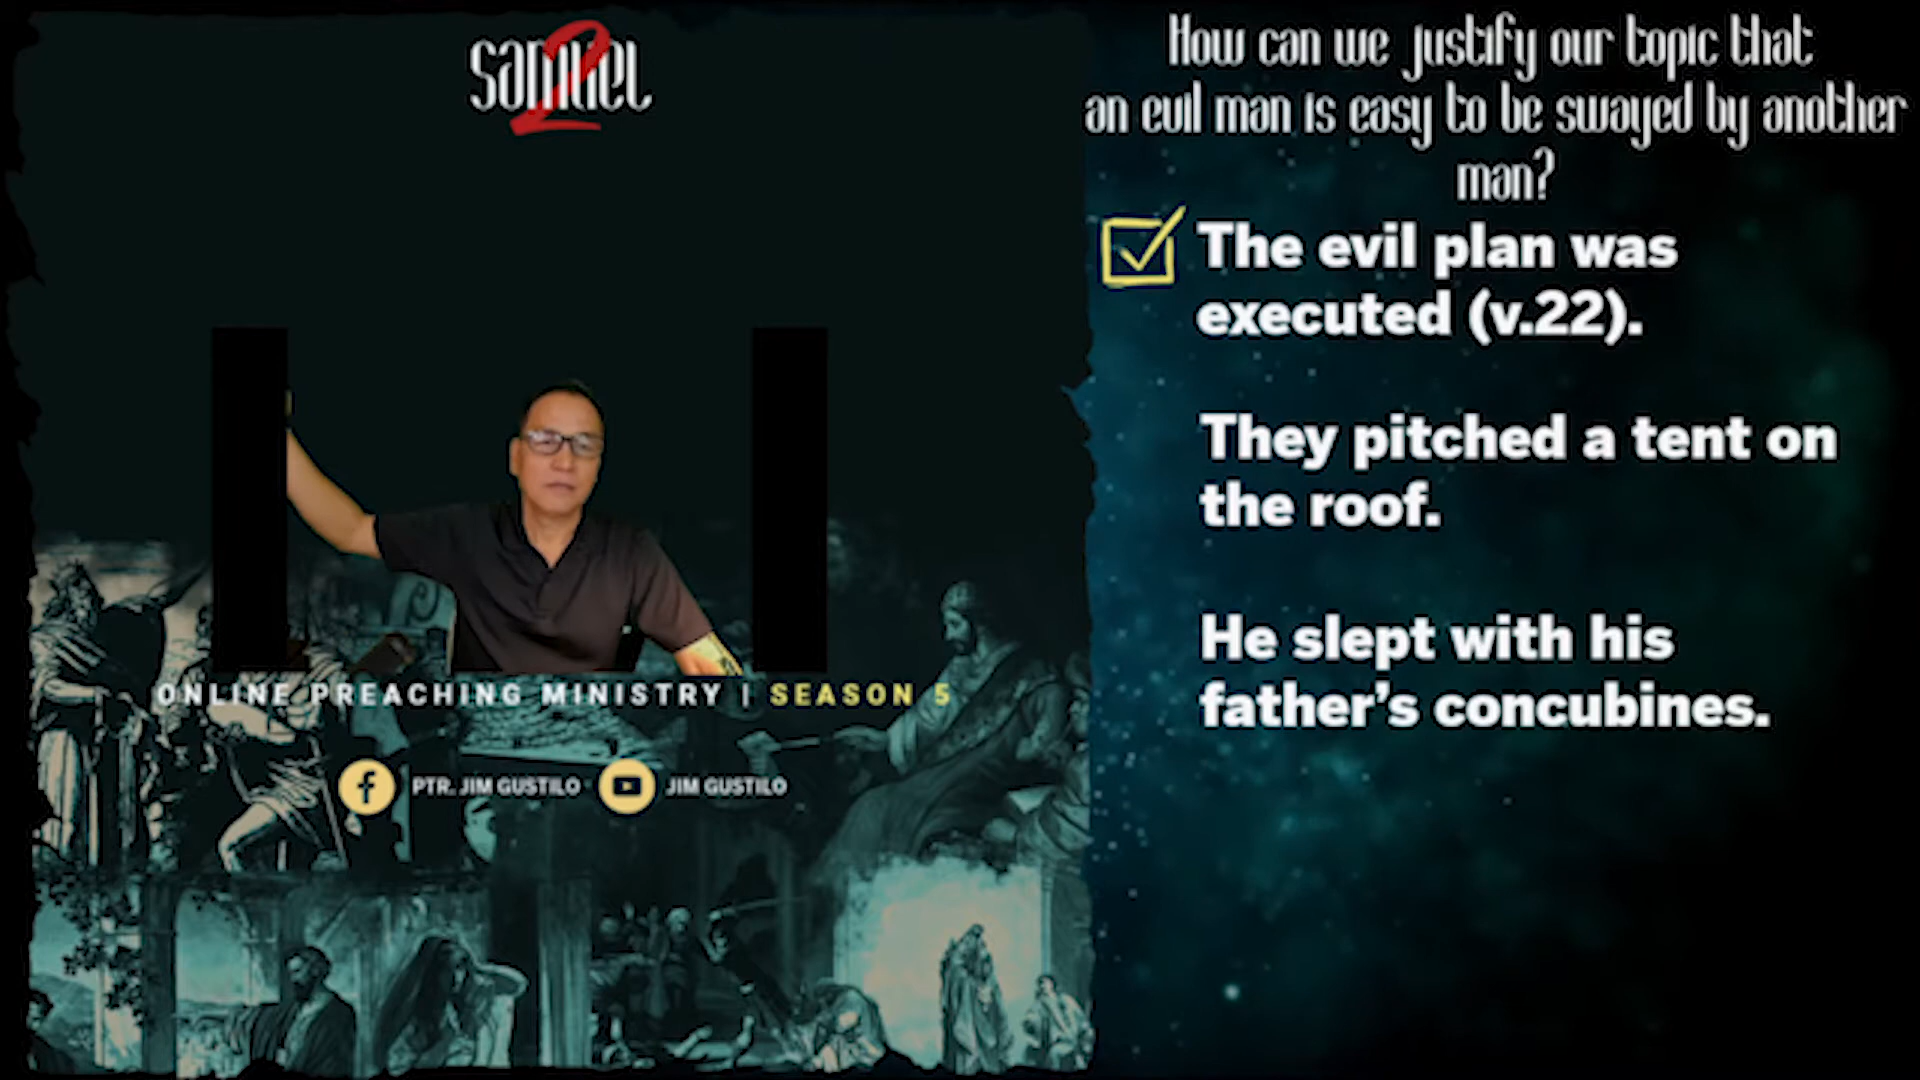 2 Samuel
ONLINE PREACHING MINISTRY | SEASON 5
PTR. JIM GUSTILO
JIM GUSTILO
How can we justify our topic that
an evil man is easy to be swayed by another
man?
The evil plan was
executed (v.22).
They pitched a tent on
the roof.
He slept with his
father's concubines.